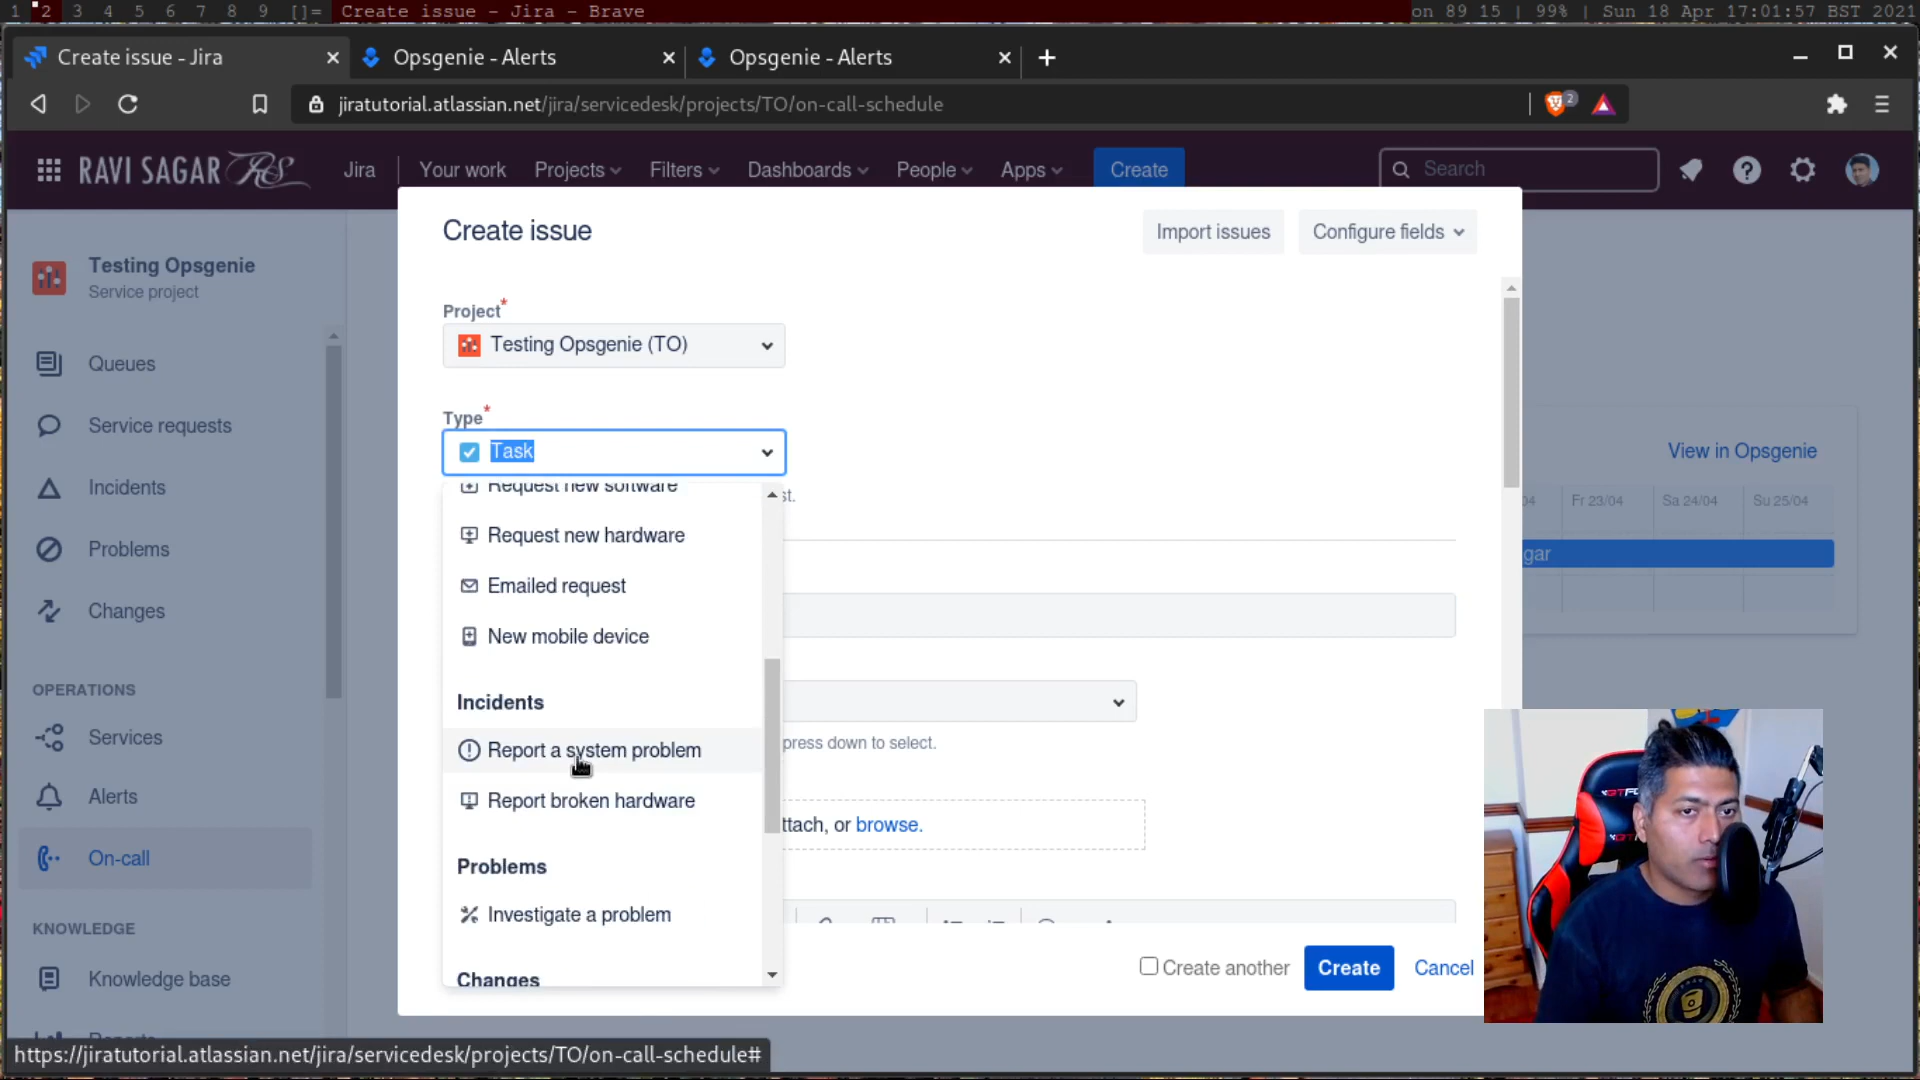 1 2 3 4 5 6 7 8 9 []= Create issue - Jira - Brave on 89 15 | 99% | Sun 18 Apr 17:01:57 BST 2021
Create issue - Jira Opsgenie - Alerts Opsgenie - Alerts
jiratutorial.atlassian.net/jira/servicedesk/projects/TO/on-call-schedule 2
RAVI SAGAR RS Jira Your work Projects Filters Dashboards People Apps Create Search
Create issue Import issues Configure fields
Testing Opsgenie
Service project
Project*
Testing Opsgenie (TO)
Queues
Type*
Service requests
Task
View in Opsgenie
Request new software
st.
04 Fr 23/04 Sa 24/04 Su 25/04
Incidents
Request new hardware
Problems
gar
Emailed request
Changes
New mobile device
OPERATIONS
Incidents
Services
Report a system problem
press down to select.
Alerts
Report broken hardware
ttach, or browse.
On-call
Problems
Investigate a problem
KNOWLEDGE
Changes
Knowledge base
Create another Create Cancel
Reports
https://jiratutorial.atlassian.net/jira/servicedesk/projects/TO/on-call-schedule#